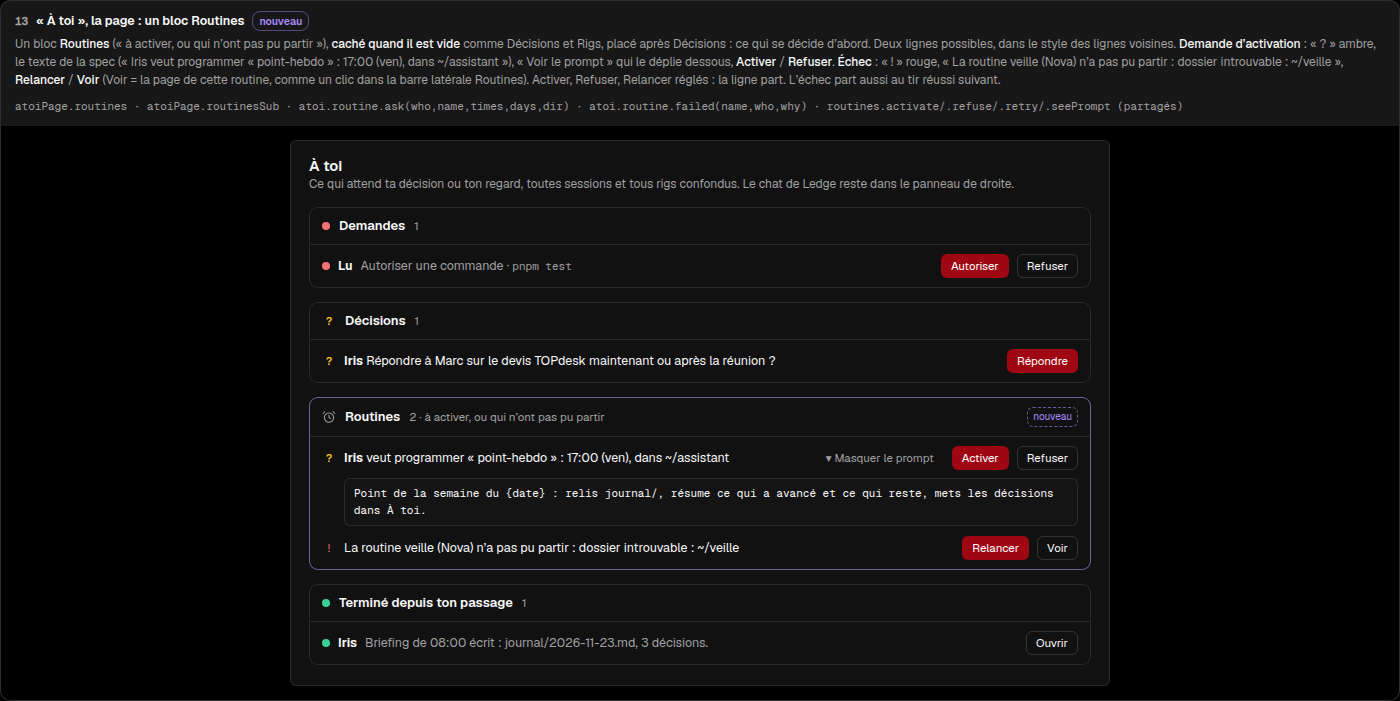 13 « À toi », la page : un bloc Routines nouveau
Un bloc Routines (« à activer, ou qui n'ont pas pu partir »), caché quand il est vide comme Décisions et Rigs, placé après Décisions : ce qui se décide d'abord. Deux lignes possibles, dans le style des lignes voisines. Demande d'activation : « ? » ambre,
le texte de la spec (« Iris veut programmer « point-hebdo » : 17:00 (ven), dans ~/assistant »), « Voir le prompt » qui le déplie dessous, Activer / Refuser. Échec : « ! » rouge, « La routine veille (Nova) n'a pas pu partir : dossier introuvable : ~/veille »,
Relancer / Voir (Voir = la page de cette routine, comme un clic dans la barre latérale Routines). Activer, Refuser, Relancer réglés : la ligne part. L'échec part aussi au tir réussi suivant.
atoiPage.routines · atoiPage.routinesSub · atoi.routine.ask(who,name,times,days,dir) · atoi.routine.failed(name,who,why) · routines.activate/.refuse/.retry/.seePrompt (partagés)
À toi
Ce qui attend ta décision ou ton regard, toutes sessions et tous rigs confondus. Le chat de Ledge reste dans le panneau de droite.
Demandes 1
Lu Autoriser une commande · pnpm test Autoriser Refuser
? Décisions 1
? Iris Répondre à Marc sur le devis TOPdesk maintenant ou après la réunion ? Répondre
Routines 2 · à activer, ou qui n'ont pas pu partir nouveau
? Iris veut programmer « point-hebdo » : 17:00 (ven), dans ~/assistant ▾ Masquer le prompt Activer Refuser
Point de la semaine du {date} : relis journal/, résume ce qui a avancé et ce qui reste, mets les décisions
dans À toi.
! La routine veille (Nova) n'a pas pu partir : dossier introuvable : ~/veille Relancer Voir
Terminé depuis ton passage 1
Iris Briefing de 08:00 écrit : journal/2026-11-23.md, 3 décisions. Ouvrir